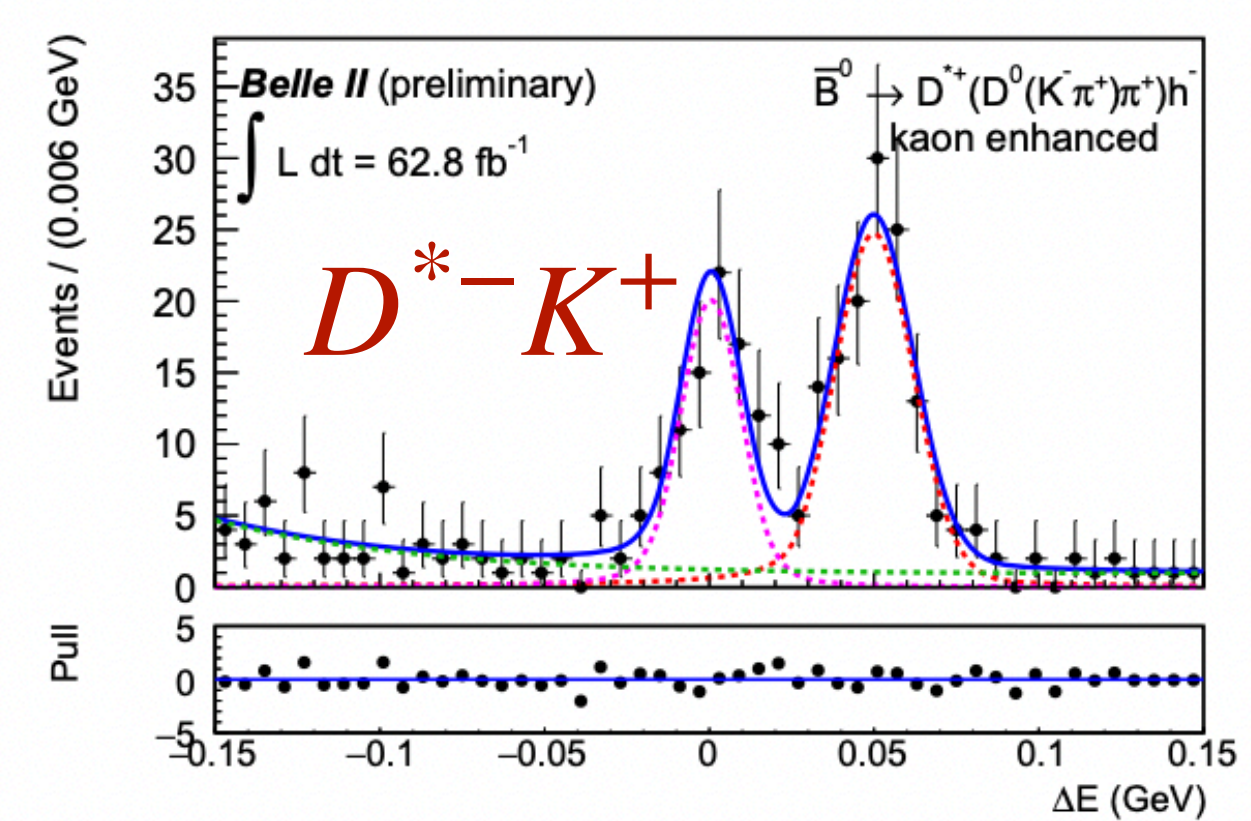 Belle II (preliminary)
∫ L dt = 62.8 fb⁻¹
B̅⁰ → D*⁺(D⁰(K⁻π⁺)π⁺)h⁻
kaon enhanced
D*⁻K⁺
Events / (0.006 GeV)
35
30
25
20
15
10
5
0
Pull
5
0
−5
−0.15 −0.1 −0.05 0 0.05 0.1 0.15
ΔE (GeV)